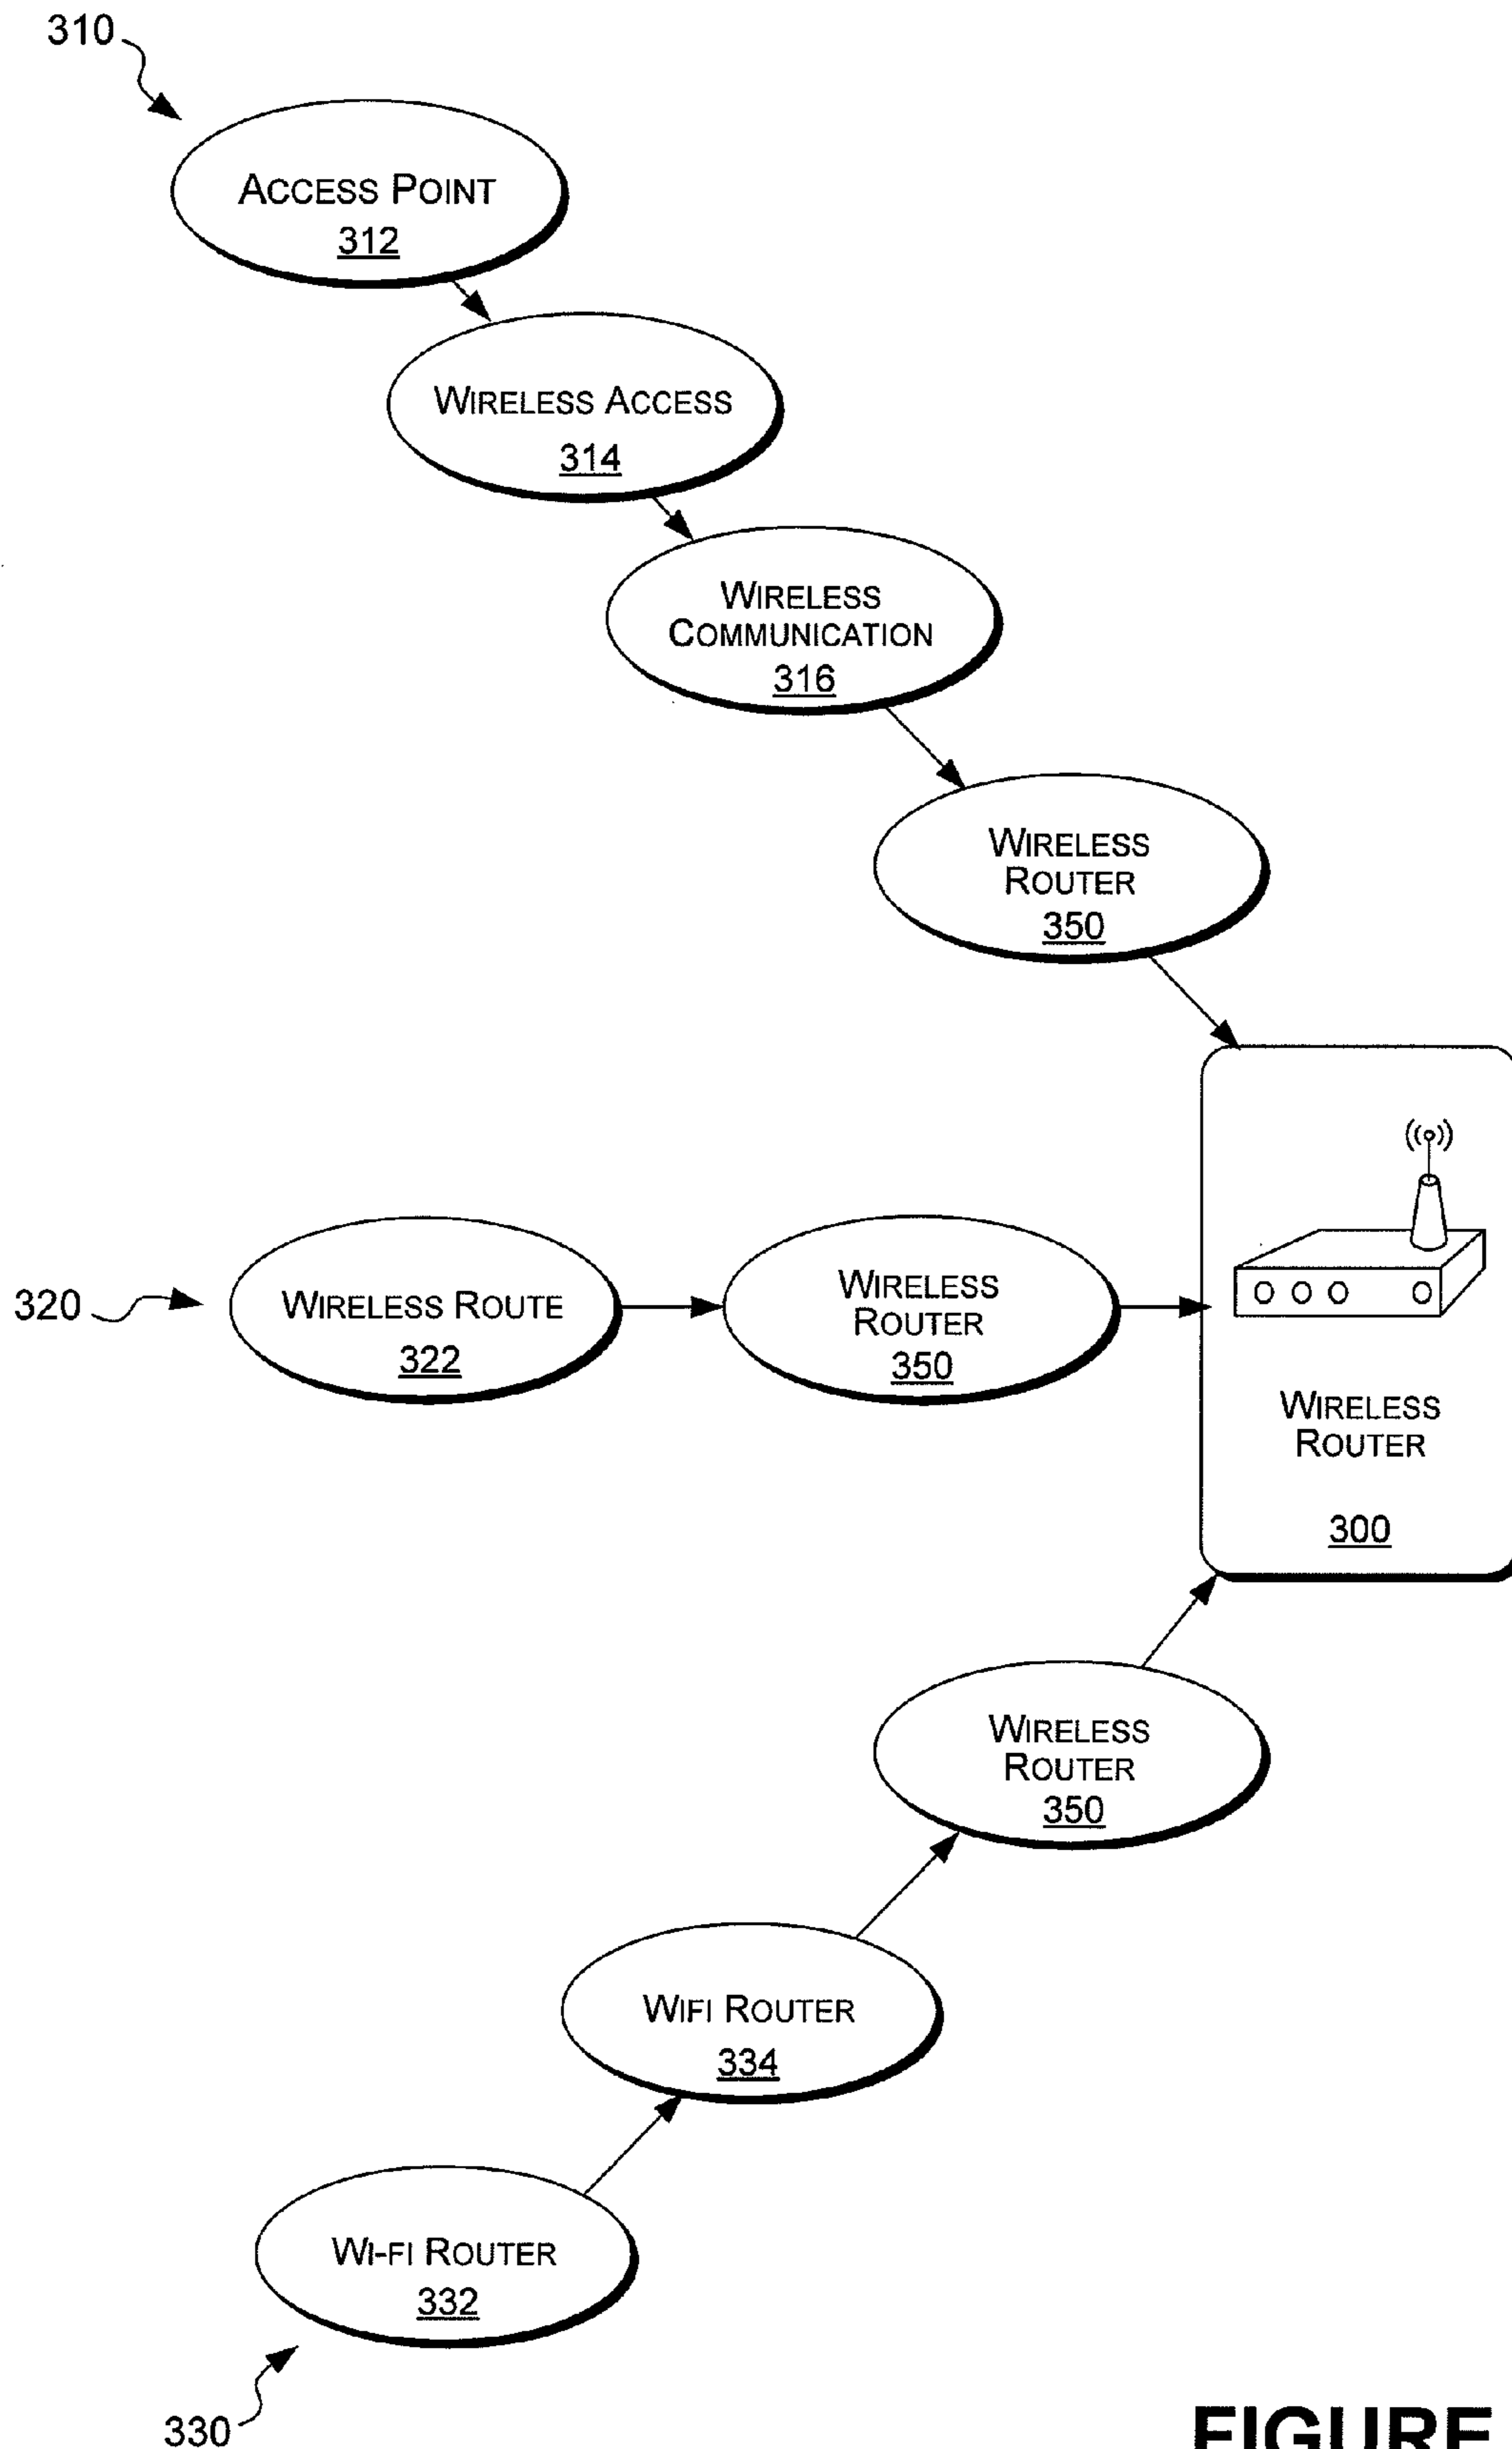 310
ACCESS POINT
312
WIRELESS ACCESS
314
WIRELESS
COMMUNICATION
316
WIRELESS
ROUTER
350
320
WIRELESS ROUTE
322
WIRELESS
ROUTER
350
WIRELESS
ROUTER
300
WIRELESS
ROUTER
350
WIFI ROUTER
334
WI-FI ROUTER
332
330
FIGURE